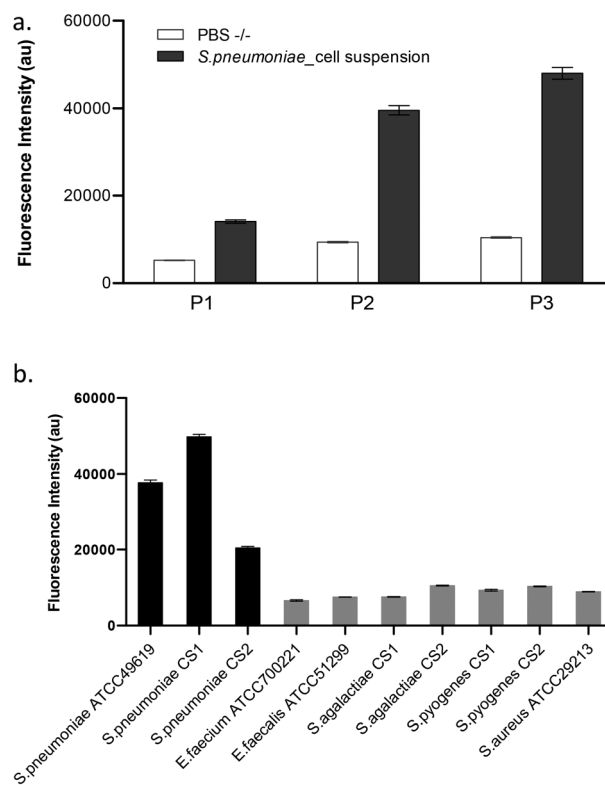 a.
60000
40000
20000
0
Fluorescence Intensity (au)
PBS -/-
S.pneumoniae_cell suspension
P1 P2 P3
b.
60000
40000
20000
0
Fluorescence Intensity (au)
S.pneumoniae ATCC49619
S.pneumoniae CS1
S.pneumoniae CS2
E.faecium ATCC700221
E.faecalis ATCC51299
S.agalactiae CS1
S.agalactiae CS2
S.pyogenes CS1
S.pyogenes CS2
S.aureus ATCC29213